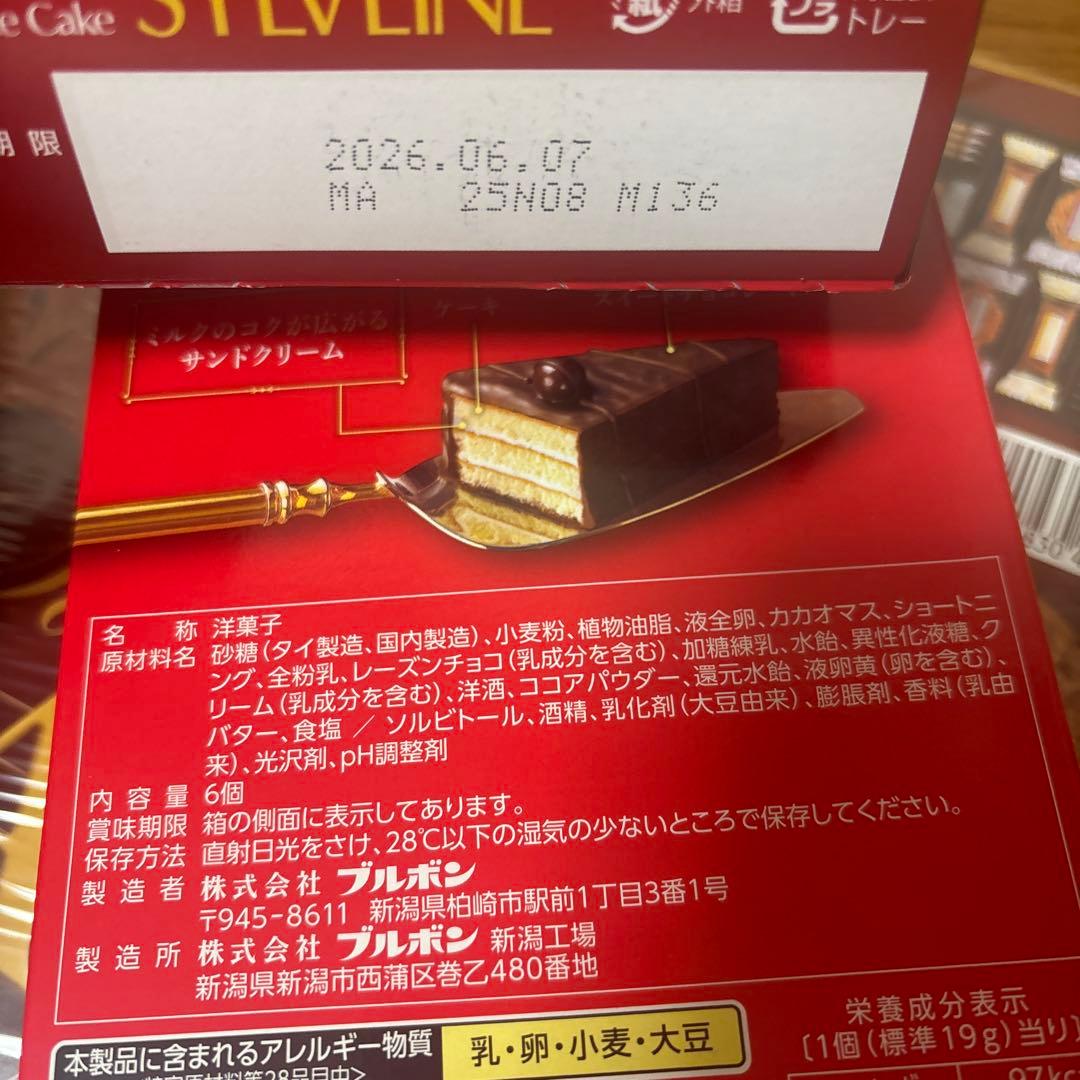 Cake SYLVEINE
紙 外箱
プラ トレー
期限
2026.06.07
MA 25N08 M136
ケーキ
ミルクのコクが広がる
サンドクリーム
名称 洋菓子
原材料名 砂糖(タイ製造、国内製造)、小麦粉、植物油脂、液全卵、カカオマス、ショートニ
ング、全粉乳、レーズンチョコ(乳成分を含む)、加糖練乳、水飴、異性化液糖、ク
リーム(乳成分を含む)、洋酒、ココアパウダー、還元水飴、液卵黄(卵を含む)、
バター、食塩 / ソルビトール、酒精、乳化剤(大豆由来)、膨脹剤、香料(乳由
来)、光沢剤、pH調整剤
内容量 6個
賞味期限 箱の側面に表示してあります。
保存方法 直射日光をさけ、28℃以下の湿気の少ないところで保存してください。
製造者 株式会社 ブルボン
〒945-8611 新潟県柏崎市駅前1丁目3番1号
製造所 株式会社 ブルボン 新潟工場
新潟県新潟市西蒲区巻乙480番地
栄養成分表示
〔1個(標準19g)当り〕
本製品に含まれるアレルギー物質 乳・卵・小麦・大豆
97kc